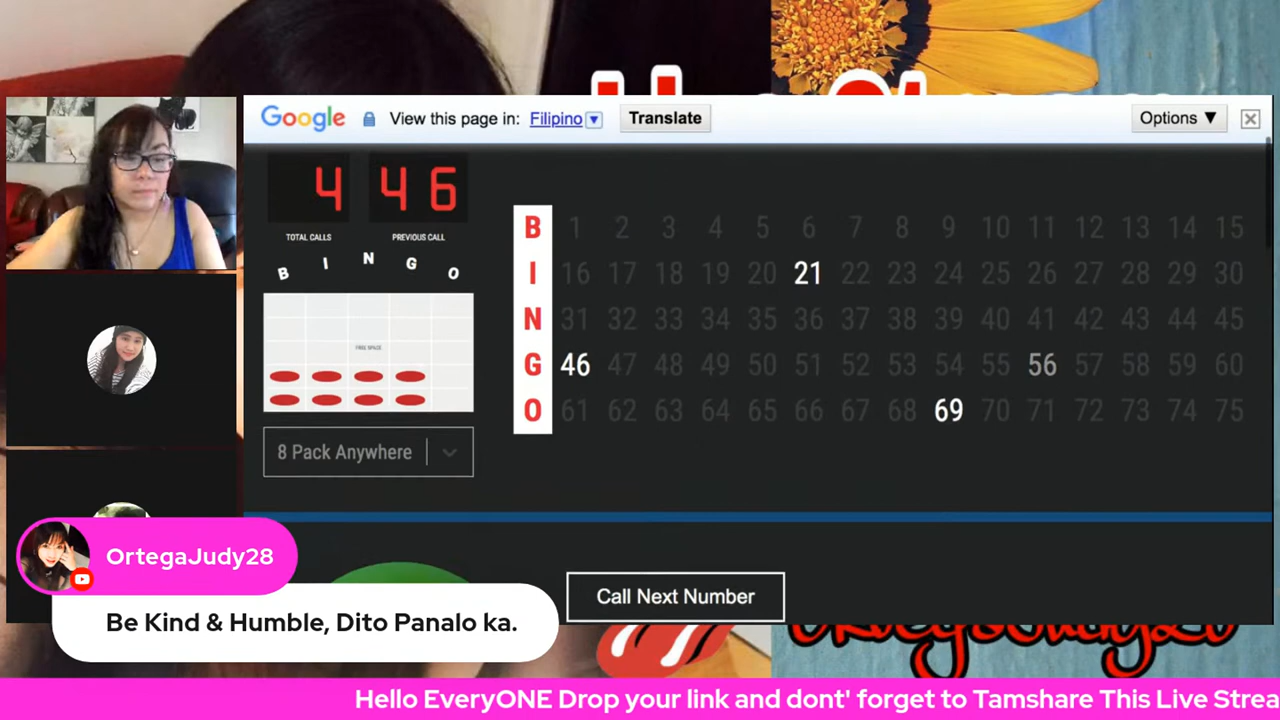 Google View this page in: Filipino Translate Options ▼
4 46
TOTAL CALLS PREVIOUS CALL
B I N G O
FREE SPACE
8 Pack Anywhere
B 1 2 3 4 5 6 7 8 9 10 11 12 13 14 15
I 16 17 18 19 20 21 22 23 24 25 26 27 28 29 30
N 31 32 33 34 35 36 37 38 39 40 41 42 43 44 45
G 46 47 48 49 50 51 52 53 54 55 56 57 58 59 60
O 61 62 63 64 65 66 67 68 69 70 71 72 73 74 75
Call Next Number
OrtegaJudy28
Be Kind & Humble, Dito Panalo ka.
Hello EveryONE Drop your link and dont' forget to Tamshare This Live Strea